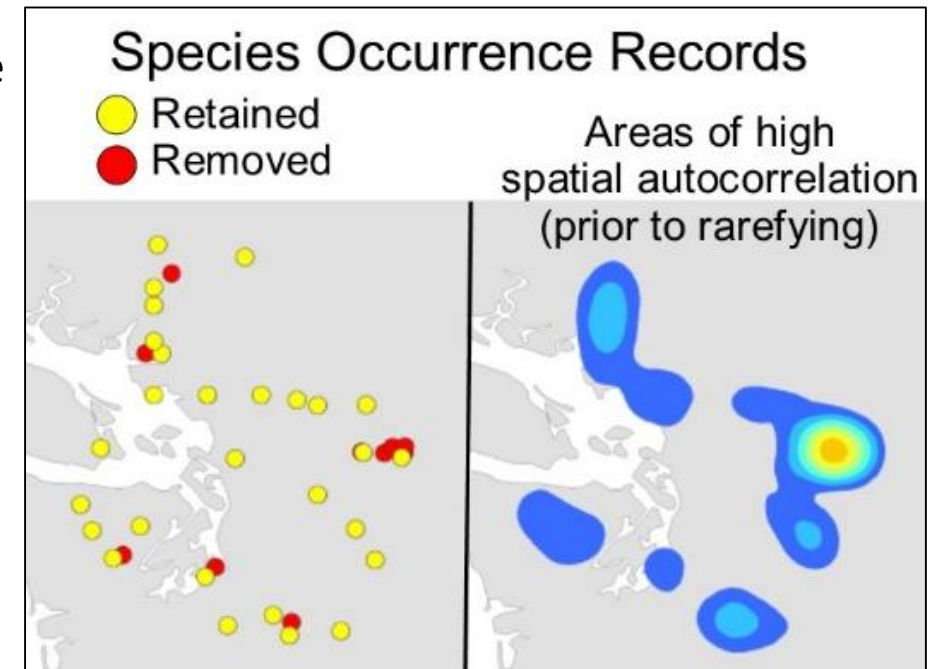 e
Species Occurrence Records
Retained
Removed
Areas of high
spatial autocorrelation
(prior to rarefying)